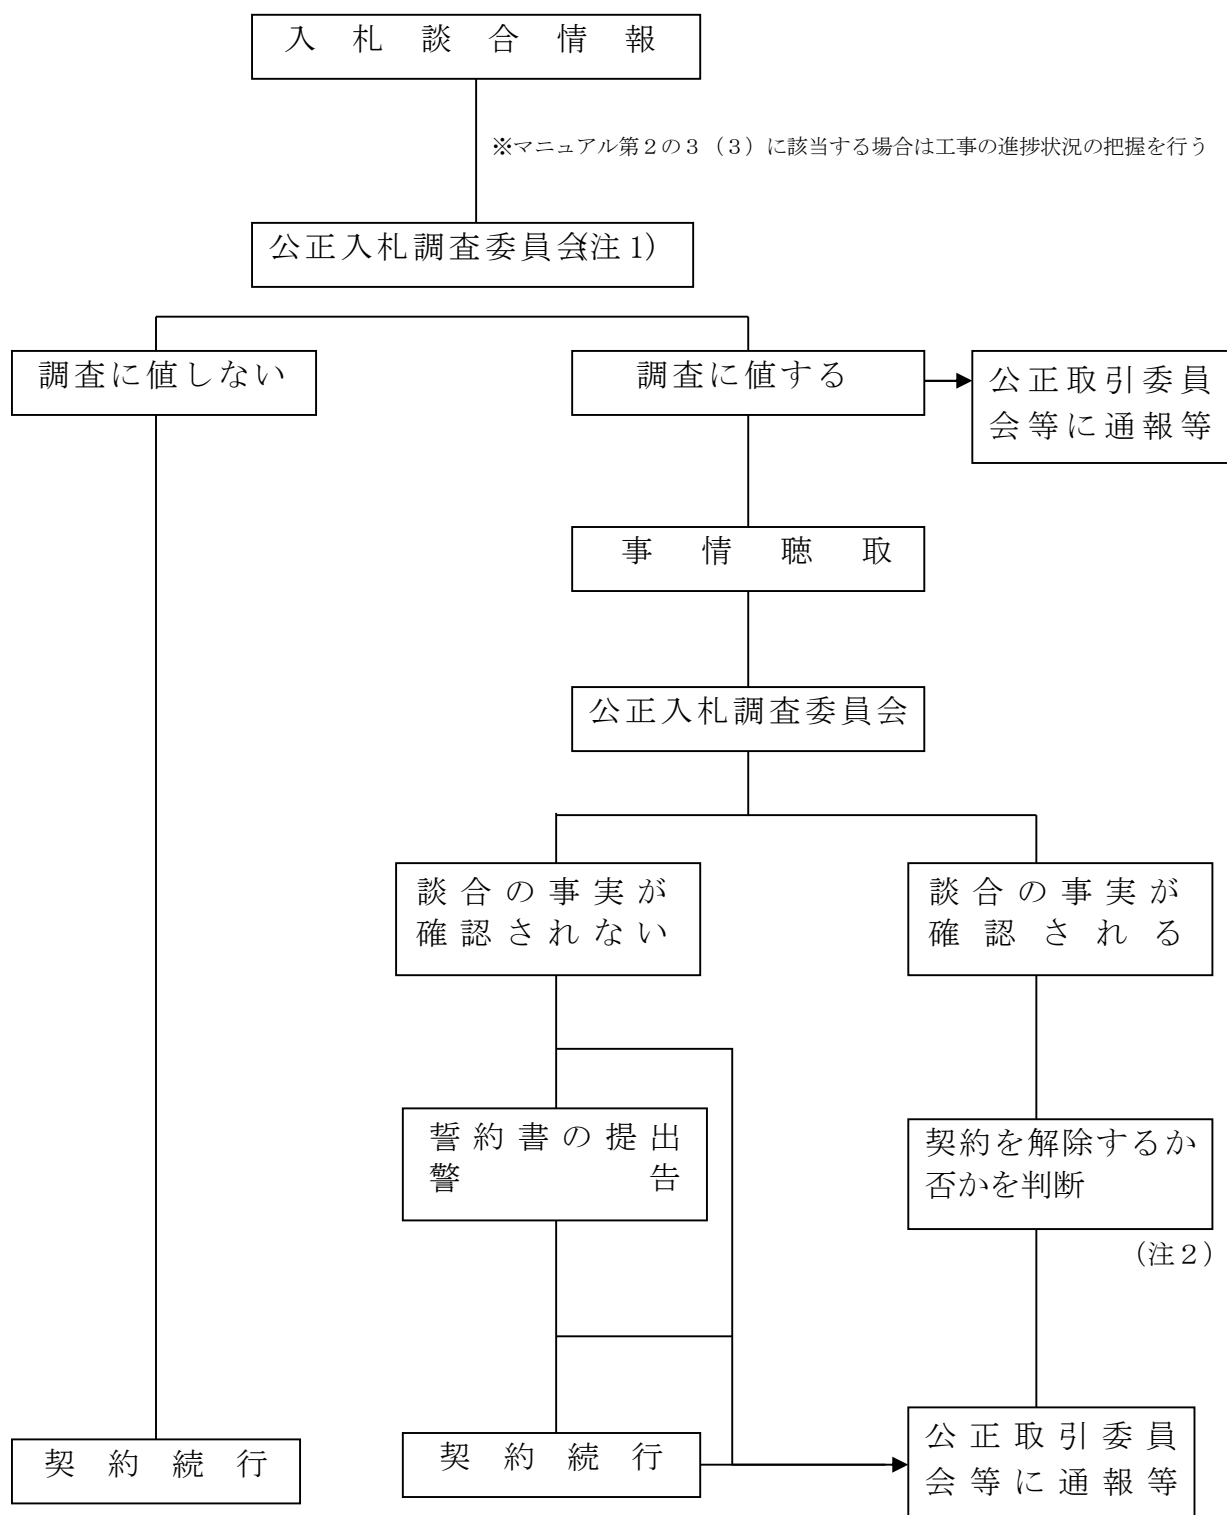 入札談合情報
※マニュアル第２の３（３）に該当する場合は工事の進捗状況の把握を行う
公正入札調査委員会(注1)
調査に値しない
調査に値する
公正取引委員
会等に通報等
事情聴取
公正入札調査委員会
談合の事実が
確認されない
談合の事実が
確認される
誓約書の提出
警告
契約を解除するか
否かを判断
（注２）
契約続行
契約続行
公正取引委員
会等に通報等